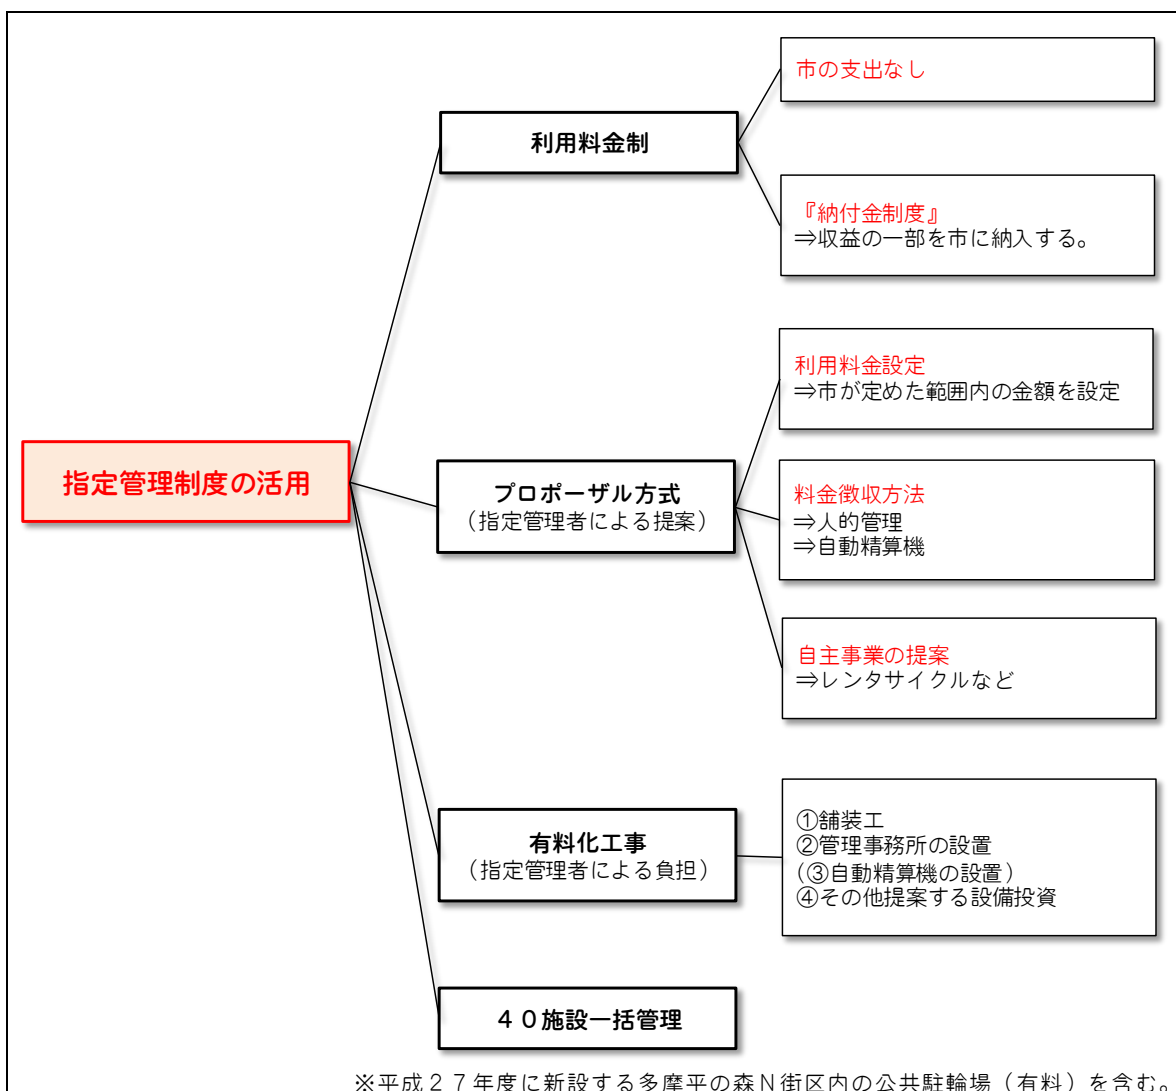 指定管理制度の活用
利用料金制
市の支出なし
『納付金制度』
⇒収益の一部を市に納入する。
プロポーザル方式
(指定管理者による提案)
利用料金設定
⇒市が定めた範囲内の金額を設定
料金徴収方法
⇒人的管理
⇒自動精算機
自主事業の提案
⇒レンタサイクルなど
有料化工事
(指定管理者による負担)
①舗装工
②管理事務所の設置
(③自動精算機の設置)
④その他提案する設備投資
40施設一括管理
※平成27年度に新設する多摩平の森N街区内の公共駐輪場(有料)を含む。